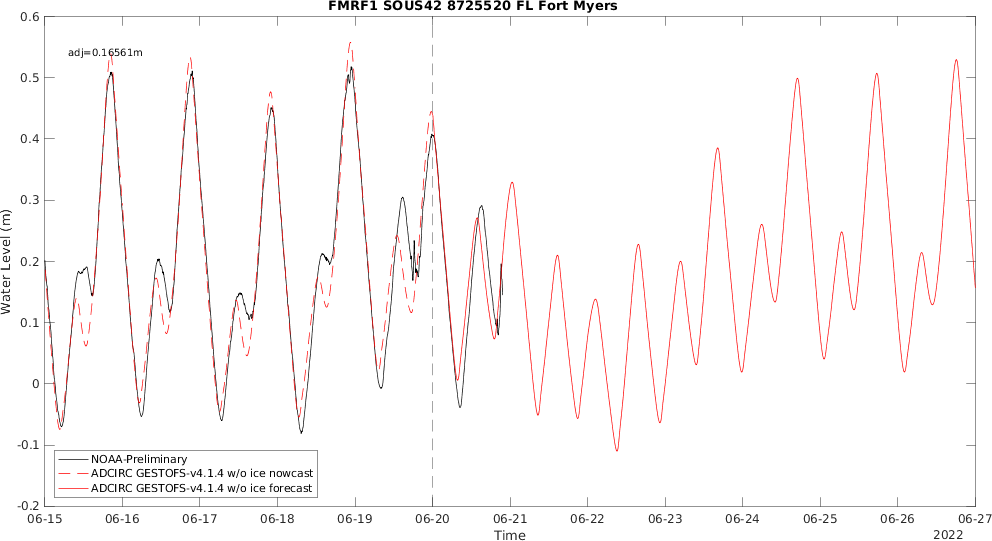 FMRF1 SOUS42 8725520 FL Fort Myers
0.6
adj=0.16561m
0.5
0.4
0.3
0.2
0.1
0
-0.1
-0.2
Water Level (m)
NOAA-Preliminary
ADCIRC GESTOFS-v4.1.4 w/o ice nowcast
ADCIRC GESTOFS-v4.1.4 w/o ice forecast
06-15 06-16 06-17 06-18 06-19 06-20 06-21 06-22 06-23 06-24 06-25 06-26 06-27
Time
2022